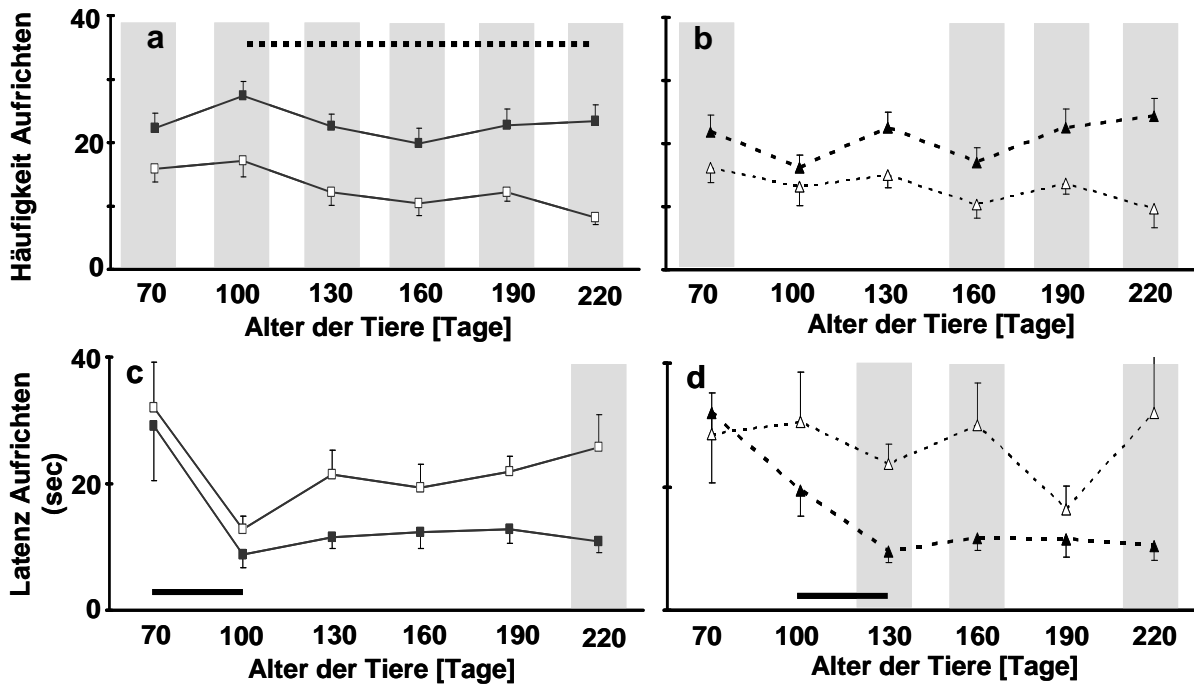 Häufigkeit Aufrichten
40
20
0
a
70 100 130 160 190 220
Alter der Tiere [Tage]
b
70 100 130 160 190 220
Alter der Tiere [Tage]
Latenz Aufrichten
(sec)
40
20
0
c
70 100 130 160 190 220
Alter der Tiere [Tage]
d
70 100 130 160 190 220
Alter der Tiere [Tage]